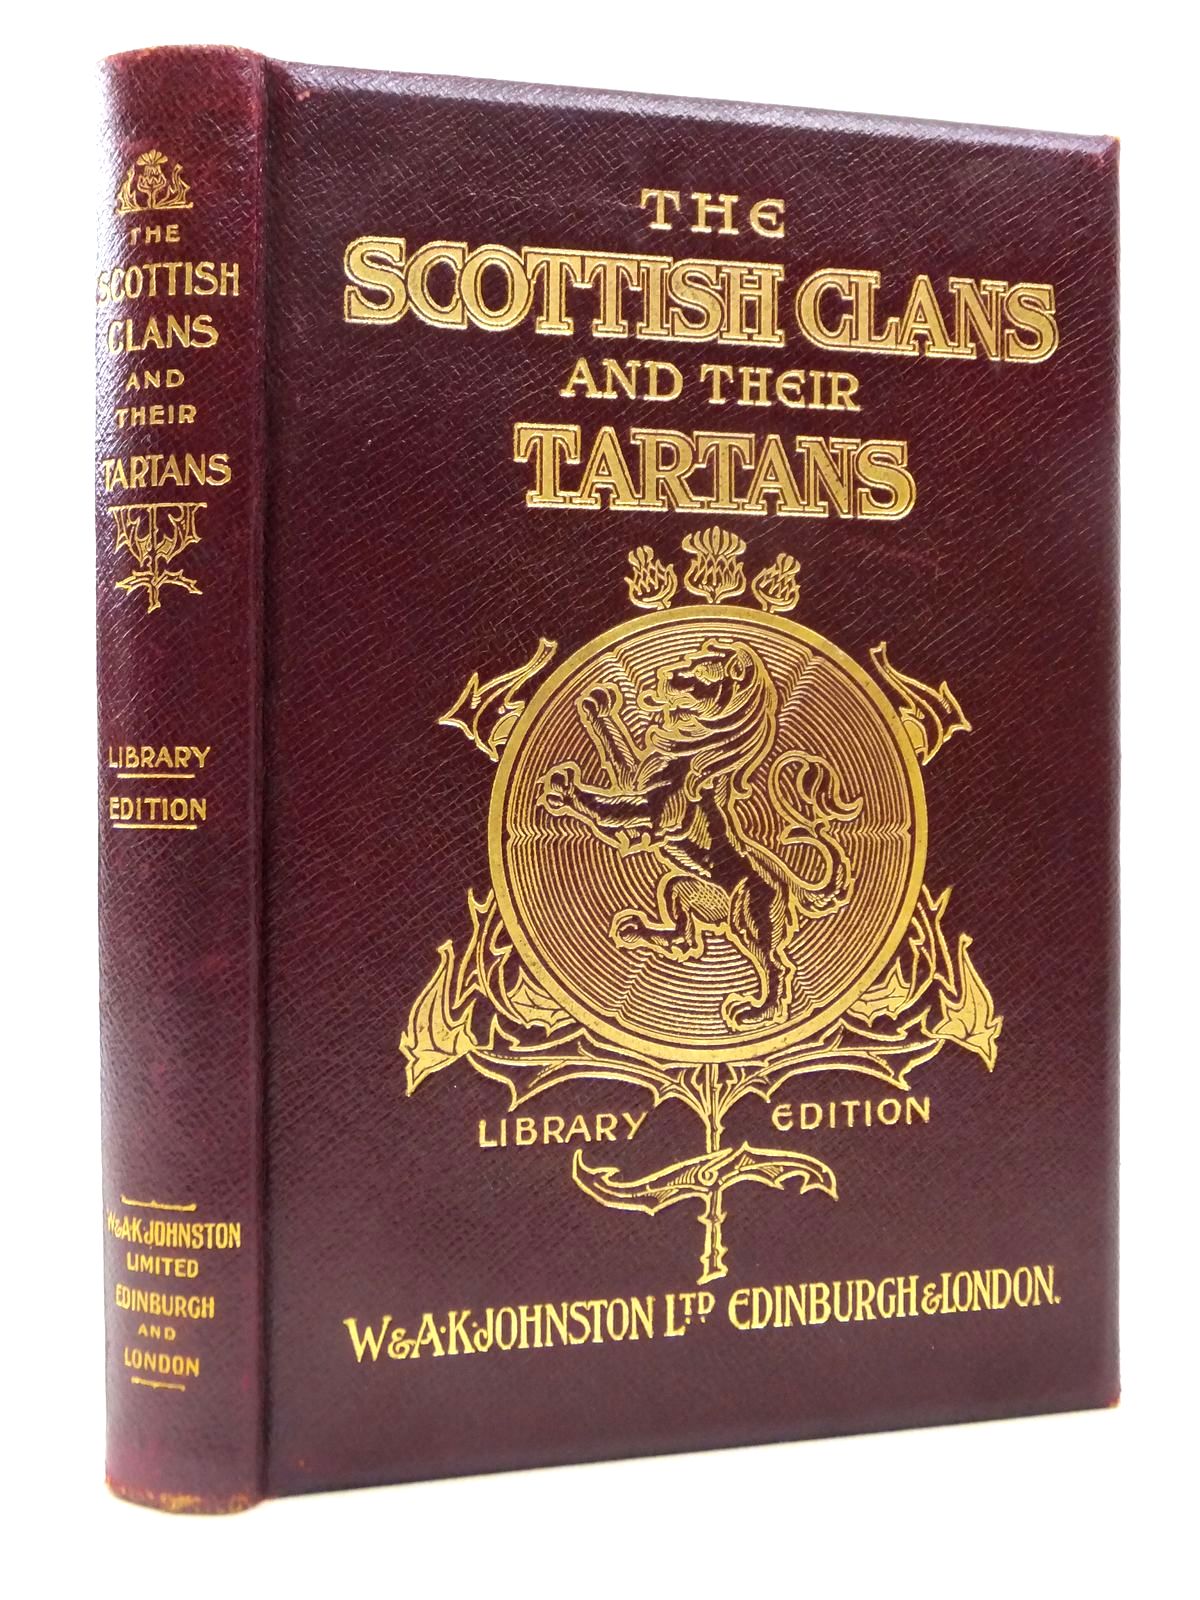 THE
SCOTTISH
CLANS
AND
THEIR
TARTANS
LIBRARY
EDITION
W&A·K·JOHNSTON
LIMITED
EDINBURGH
AND
LONDON
THE
SCOTTISH CLANS
AND THEIR
TARTANS
LIBRARY EDITION
W&A·K·JOHNSTON LTD EDINBURGH & LONDON.